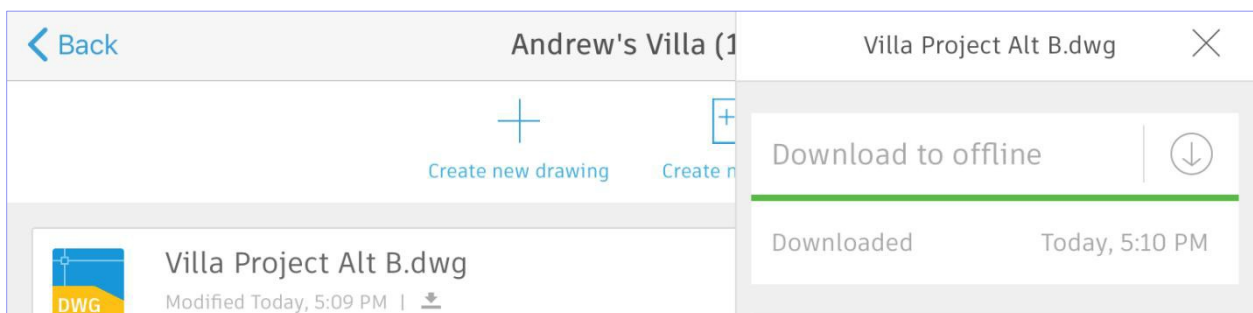 Back
Andrew's Villa (1
Create new drawing
Create n
Villa Project Alt B.dwg
Modified Today, 5:09 PM |
DWG
Villa Project Alt B.dwg
Download to offline
Downloaded Today, 5:10 PM